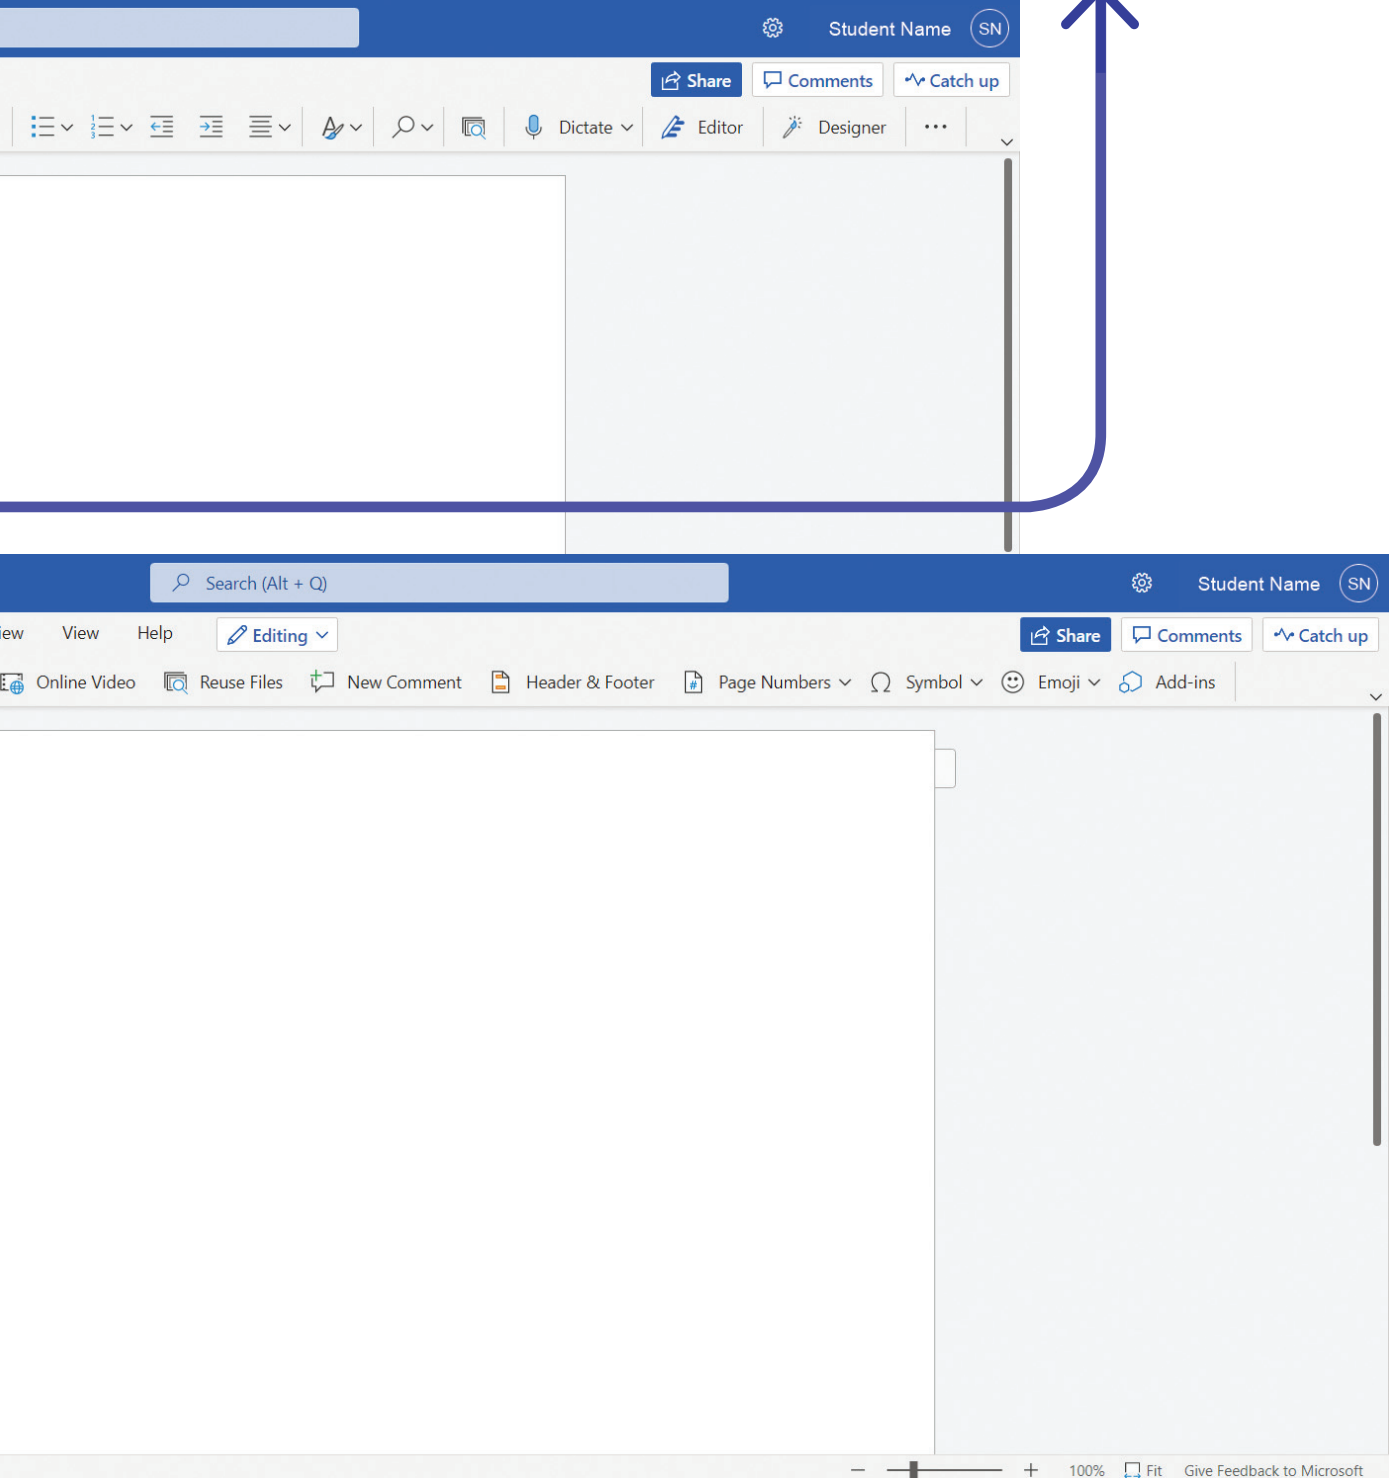 Student Name SN
Share Comments Catch up
Dictate Editor Designer
Search (Alt + Q) Student Name SN
iew View Help Editing Share Comments Catch up
Online Video Reuse Files New Comment Header & Footer Page Numbers Symbol Emoji Add-ins
100% Fit Give Feedback to Microsoft